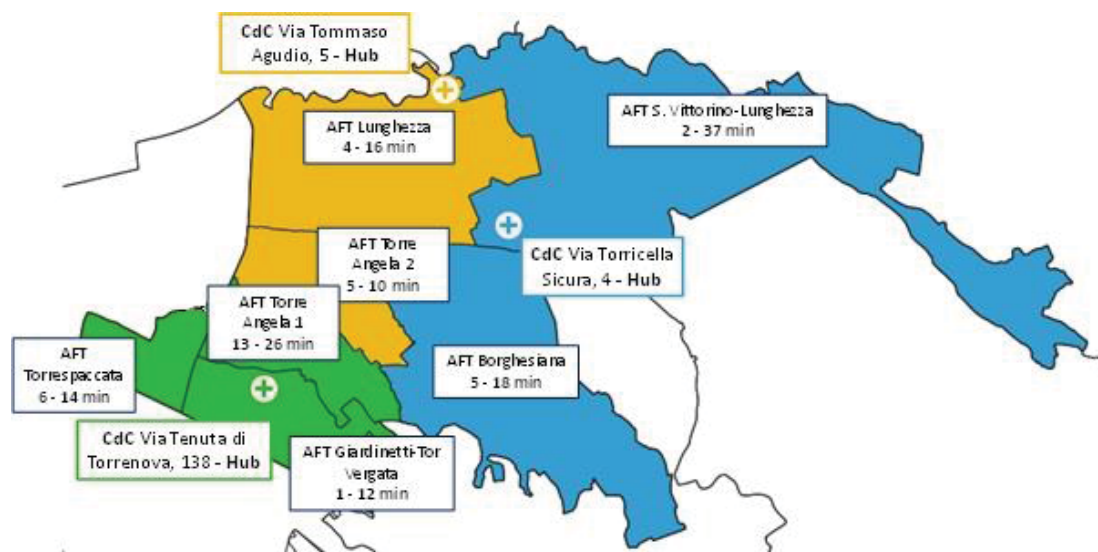 CdC Via Tommaso
Agudio, 5 - Hub
AFT Lunghezza
4 - 16 min
AFT S. Vittorino-Lunghezza
2 - 37 min
AFT Torre
Angela 2
5 - 10 min
CdC Via Torricella
Sicura, 4 - Hub
AFT Torre
Angela 1
13 - 26 min
AFT
Torrespaccata
6 - 14 min
AFT Borghesiana
5 - 18 min
CdC Via Tenuta di
Torrenova, 138 - Hub
AFT Giardinetti-Tor
Vergata
1 - 12 min